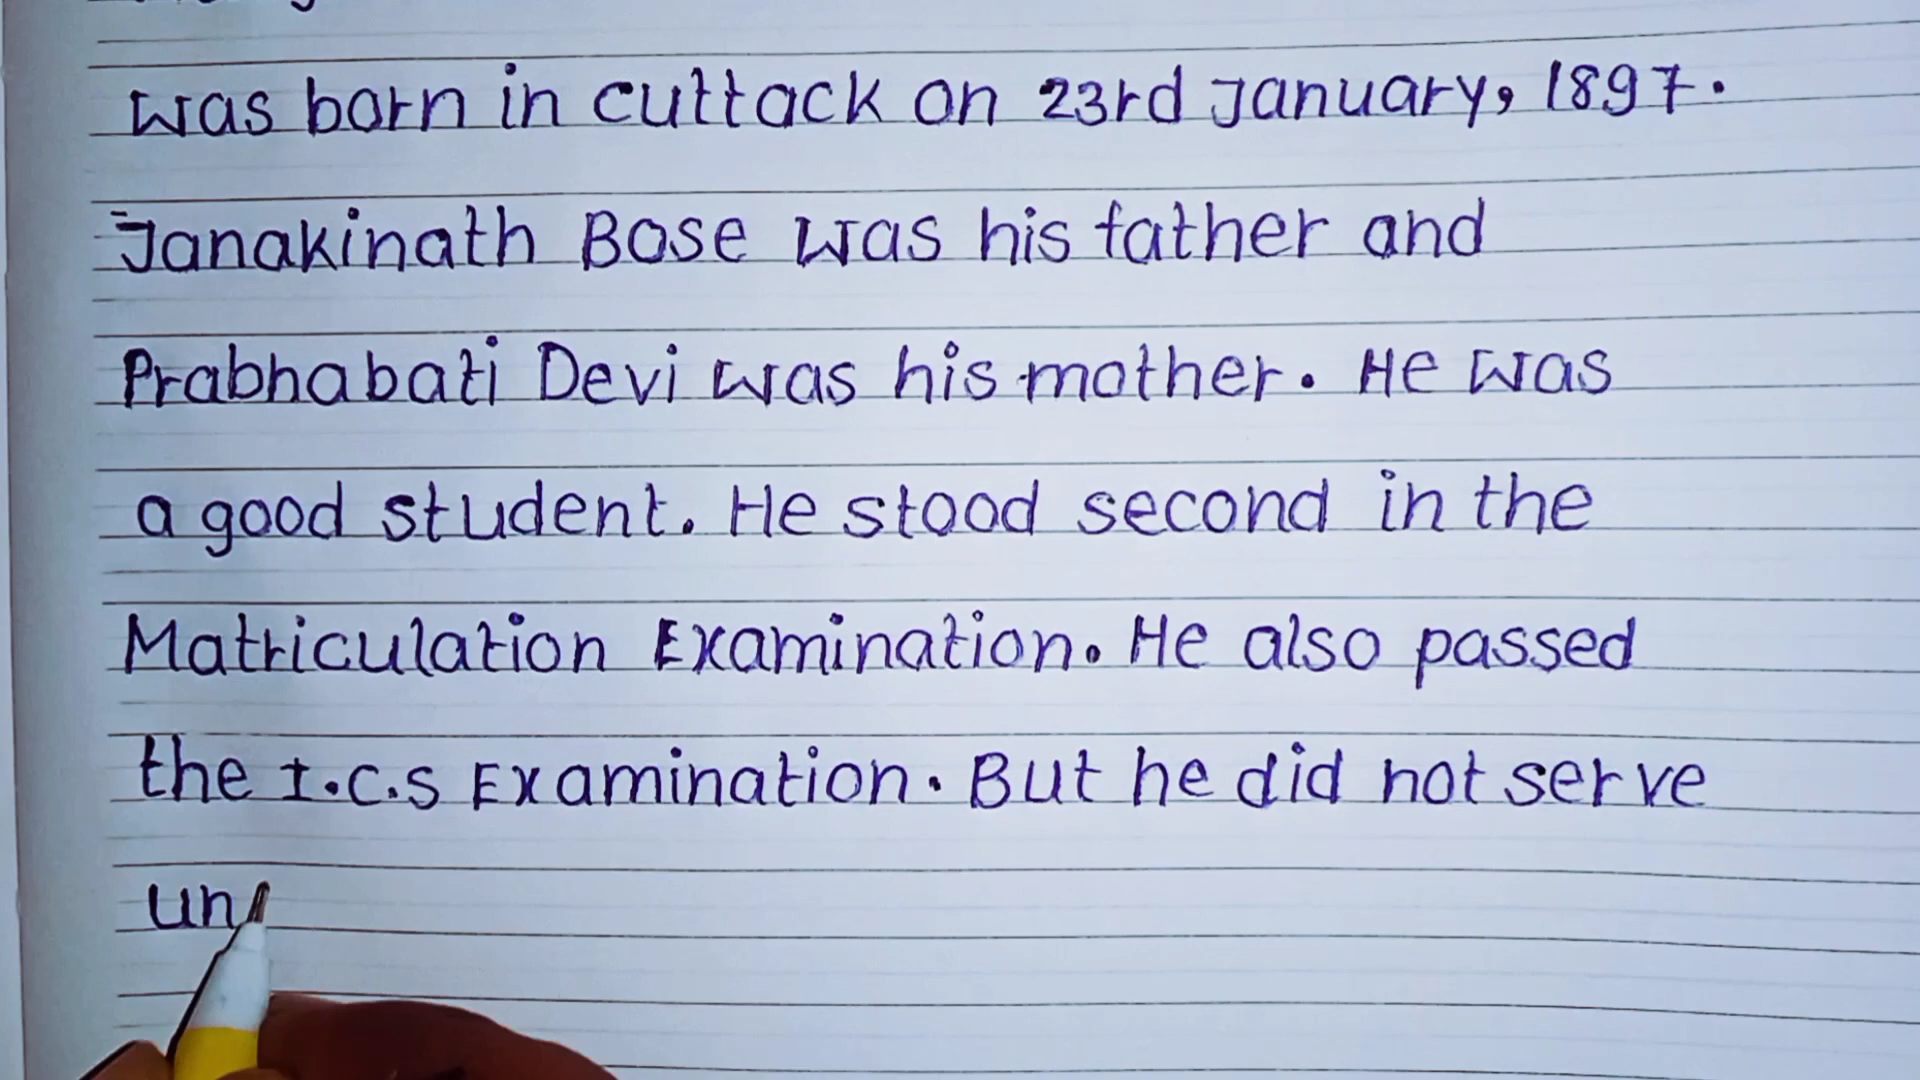 was born in cuttack on 23rd January, 1897.
Janakinath Bose was his father and
Prabhabati Devi was his mother. He was
a good student. He stood second in the
Matriculation Examination. He also passed
the I.C.S Examination. But he did not serve
un